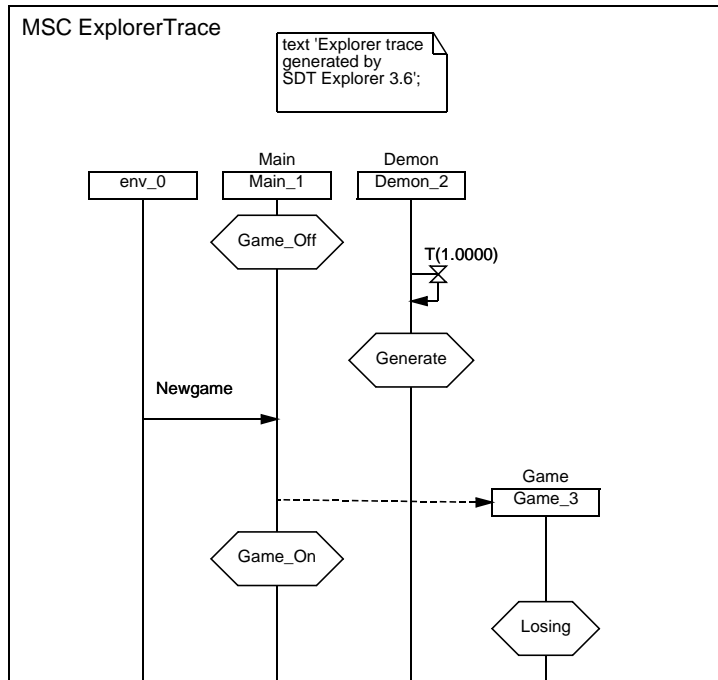 MSC ExplorerTrace
text 'Explorer trace
generated by
SDT Explorer 3.6';
Main
Demon
env_0
Main_1
Demon_2
Game_Off
T(1.0000)
Generate
Newgame
Game
Game_3
Game_On
Losing